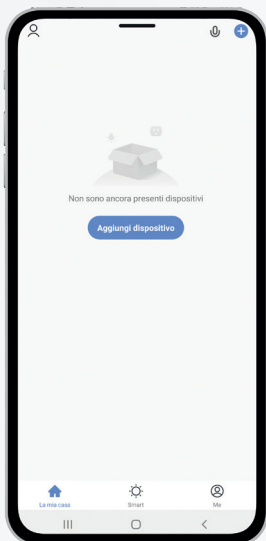 Non sono ancora presenti dispositivi
Aggiungi dispositivo
La mia casa
Smart
Me